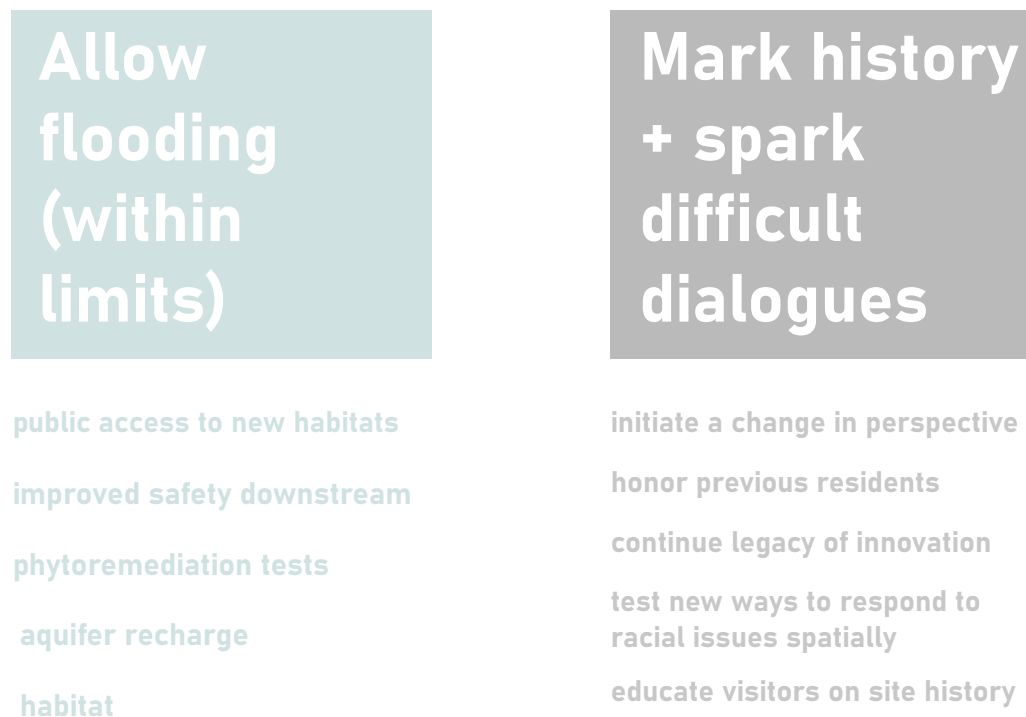 Allow
flooding
(within
limits)
public access to new habitats
improved safety downstream
phytoremediation tests
aquifer recharge
habitat
Mark history
+ spark
difficult
dialogues
initiate a change in perspective
honor previous residents
continue legacy of innovation
test new ways to respond to
racial issues spatially
educate visitors on site history